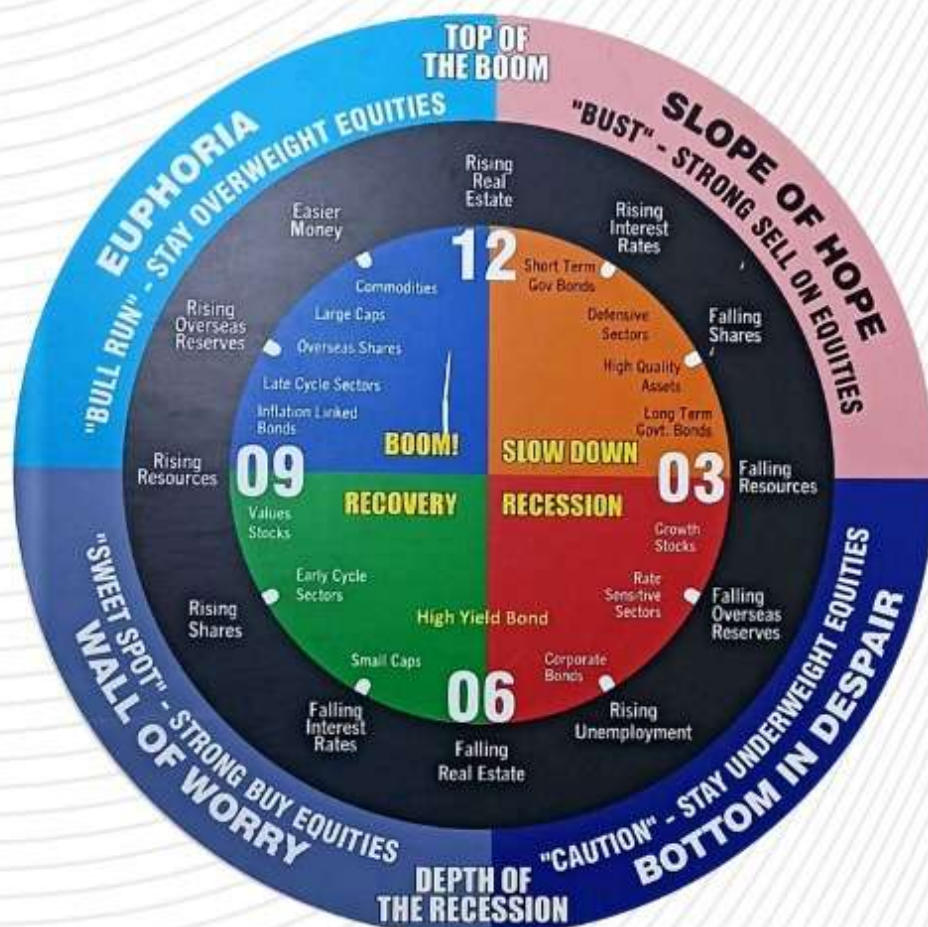 TOP OF
THE BOOM
EUPHORIA
"BULL RUN" - STAY OVERWEIGHT EQUITIES
SLOPE OF HOPE
"BUST" - STRONG SELL ON EQUITIES
Rising
Real
Estate
Rising
Interest
Rates
Falling
Shares
Falling
Resources
Falling
Overseas
Reserves
Rising
Unemployment
Falling
Real Estate
Falling
Interest
Rates
Rising
Shares
Rising
Resources
Rising
Overseas
Reserves
Easier
Money
12
Commodities
Large Caps
Overseas Shares
Late Cycle Sectors
Inflation Linked
Bonds
BOOM!
Short Term
Gov Bonds
Defensive
Sectors
High Quality
Assets
Long Term
Govt. Bonds
SLOW DOWN
03
09
RECOVERY
Values
Stocks
Early Cycle
Sectors
High Yield Bond
Small Caps
RECESSION
Growth
Stocks
Rate
Sensitive
Sectors
Corporate
Bonds
06
"SWEET SPOT" - STRONG BUY EQUITIES
WALL OF WORRY
"CAUTION" - STAY UNDERWEIGHT EQUITIES
BOTTOM IN DESPAIR
DEPTH OF
THE RECESSION